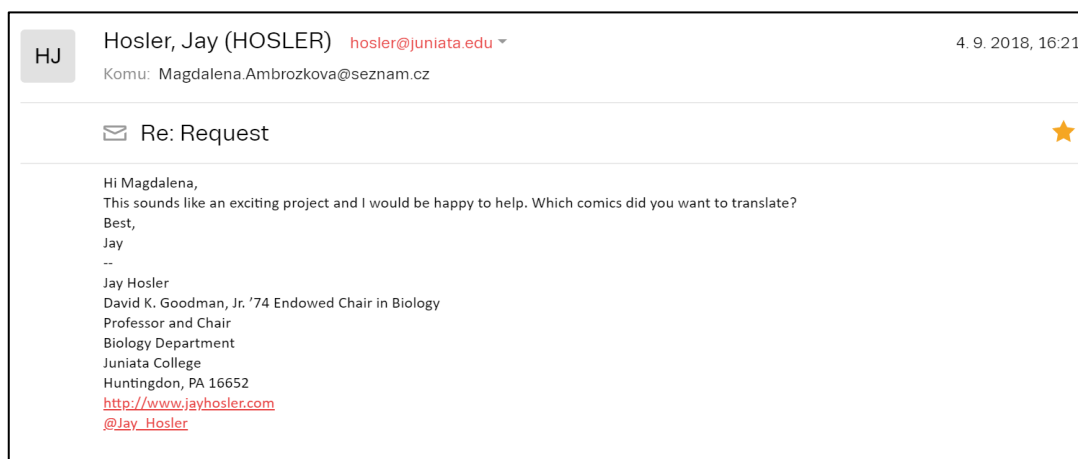 HJ
Hosler, Jay (HOSLER) hosler@juniata.edu
4. 9. 2018, 16:21
Komu: Magdalena.Ambrozkova@seznam.cz
Re: Request
Hi Magdalena,
This sounds like an exciting project and I would be happy to help. Which comics did you want to translate?
Best,
Jay
--
Jay Hosler
David K. Goodman, Jr. ’74 Endowed Chair in Biology
Professor and Chair
Biology Department
Juniata College
Huntingdon, PA 16652
http://www.jayhosler.com
@Jay_Hosler